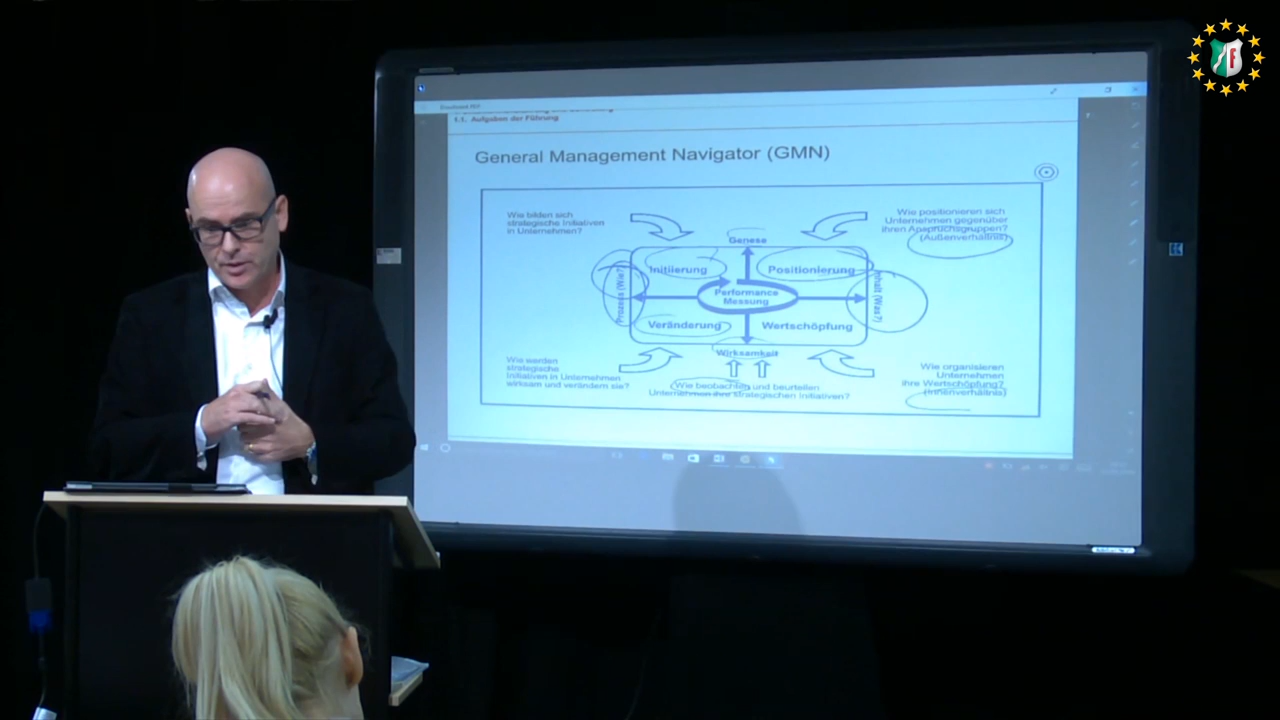 1.1. Aufgaben der Führung
General Management Navigator (GMN)
Wie bilden sich
strategische Initiativen
in Unternehmen?
Wie positionieren sich
Unternehmen gegenüber
ihren Anspruchsgruppen?
(Außenverhältnis)
Genese
Initiierung
Positionierung
Prozess (Wie?)
Performance
Messung
Inhalt (Was?)
Veränderung
Wertschöpfung
Wirksamkeit
Wie werden
strategische
Initiativen in Unternehmen
wirksam und verändern sie?
Wie beobachten und beurteilen
Unternehmen ihre strategischen Initiativen?
Wie organisieren
Unternehmen
ihre Wertschöpfung?
(Innenverhältnis)
F